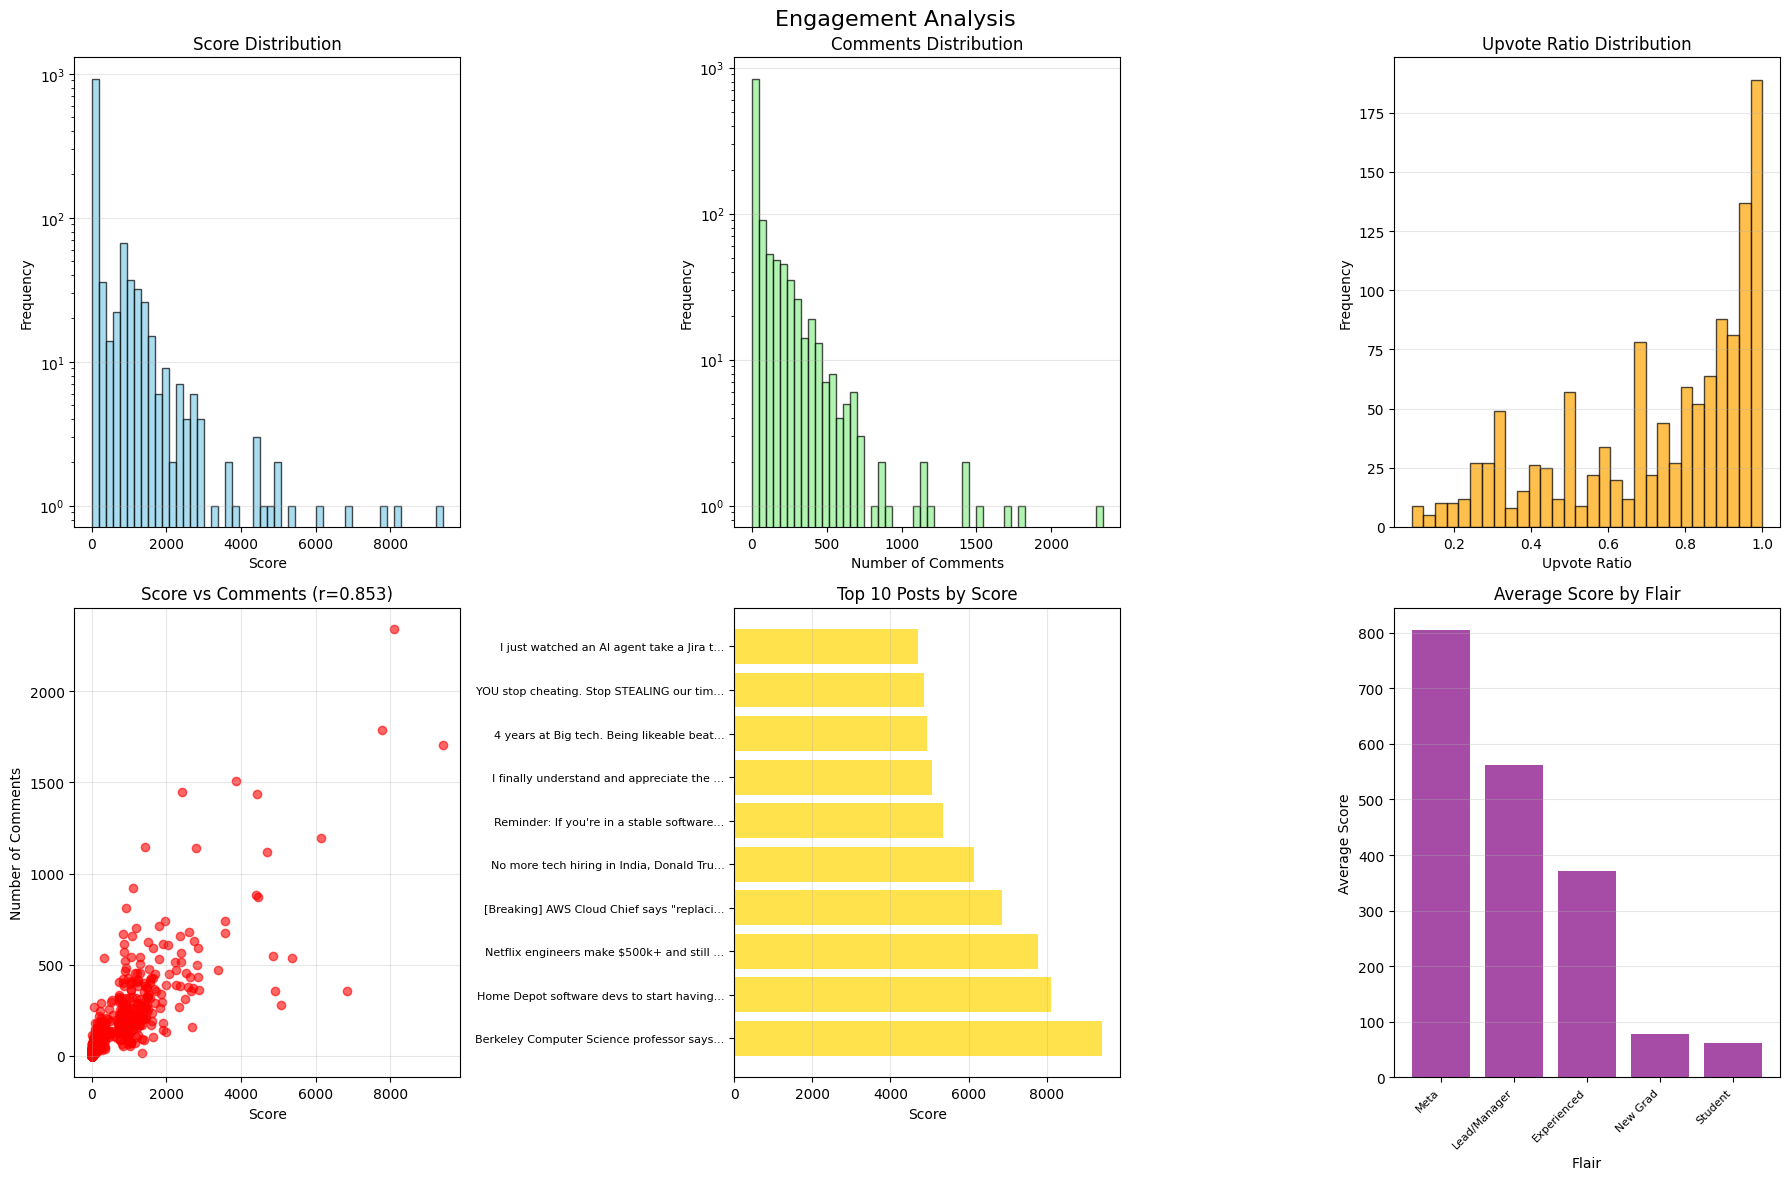 Engagement Analysis
Score Distribution
Frequency
10³
10²
10¹
10⁰
0 2000 4000 6000 8000
Score
Comments Distribution
Frequency
10³
10²
10¹
10⁰
0 500 1000 1500 2000
Number of Comments
Upvote Ratio Distribution
Frequency
175
150
125
100
75
50
25
0
0.2 0.4 0.6 0.8 1.0
Upvote Ratio
Score vs Comments (r=0.853)
Number of Comments
2000
1500
1000
500
0
0 2000 4000 6000 8000
Score
Top 10 Posts by Score
I just watched an AI agent take a Jira t...
YOU stop cheating. Stop STEALING our tim...
4 years at Big tech. Being likeable beat...
I finally understand and appreciate the ...
Reminder: If you're in a stable software...
No more tech hiring in India, Donald Tru...
[Breaking] AWS Cloud Chief says "replaci...
Netflix engineers make $500k+ and still ...
Home Depot software devs to start having...
Berkeley Computer Science professor says...
0 2000 4000 6000 8000
Score
Average Score by Flair
Average Score
800
700
600
500
400
300
200
100
0
Meta
Lead/Manager
Experienced
New Grad
Student
Flair